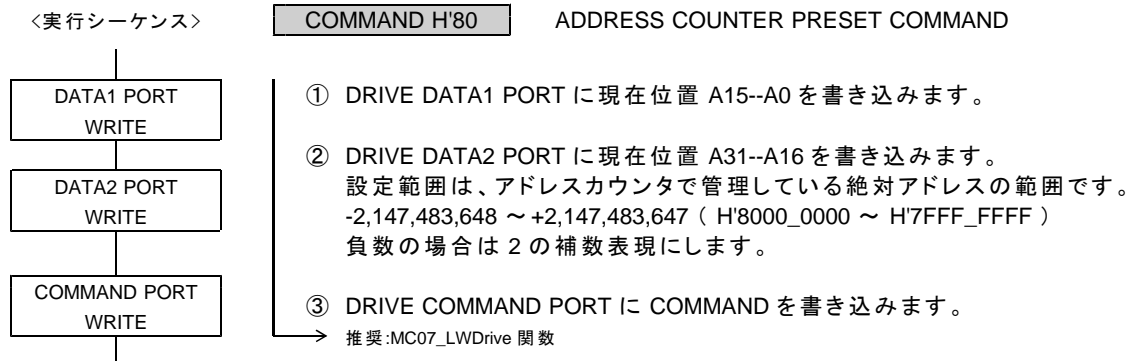 <実行シーケンス>
COMMAND H'80
ADDRESS COUNTER PRESET COMMAND
DATA1 PORT
WRITE
DATA2 PORT
WRITE
COMMAND PORT
WRITE
① DRIVE DATA1 PORT に現在位置 A15--A0 を書き込みます。
② DRIVE DATA2 PORT に現在位置 A31--A16 を書き込みます。
設定範囲は、アドレスカウンタで管理している絶対アドレスの範囲です。
-2,147,483,648 ～ +2,147,483,647 ( H'8000_0000 ～ H'7FFF_FFFF )
負数の場合は 2 の補数表現にします。
③ DRIVE COMMAND PORT に COMMAND を書き込みます。
推奨:MC07_LWDrive 関数